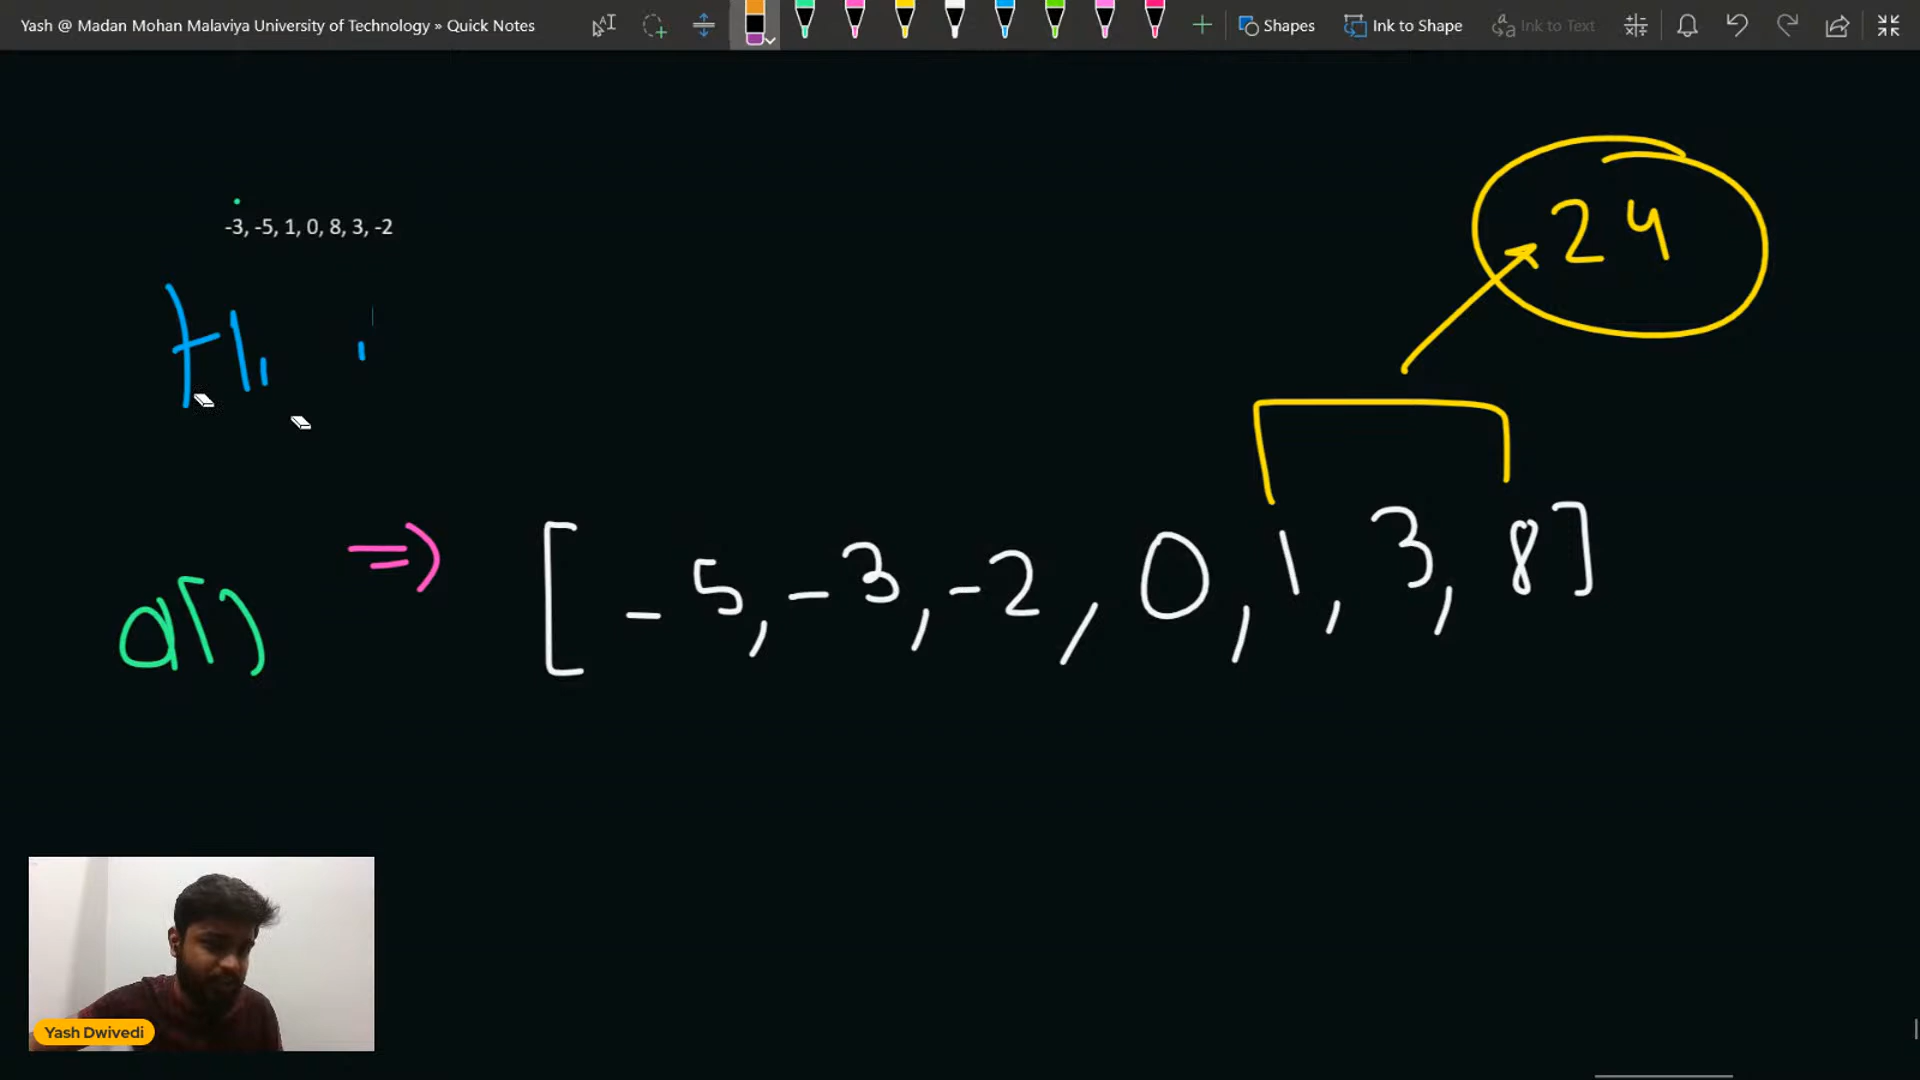 Yash @ Madan Mohan Malaviya University of Technology » Quick Notes
Shapes
Ink to Shape
Ink to Text
-3, -5, 1, 0, 8, 3, -2
24
a[] => [ -5, -3, -2, 0, 1, 3, 8]
Yash Dwivedi